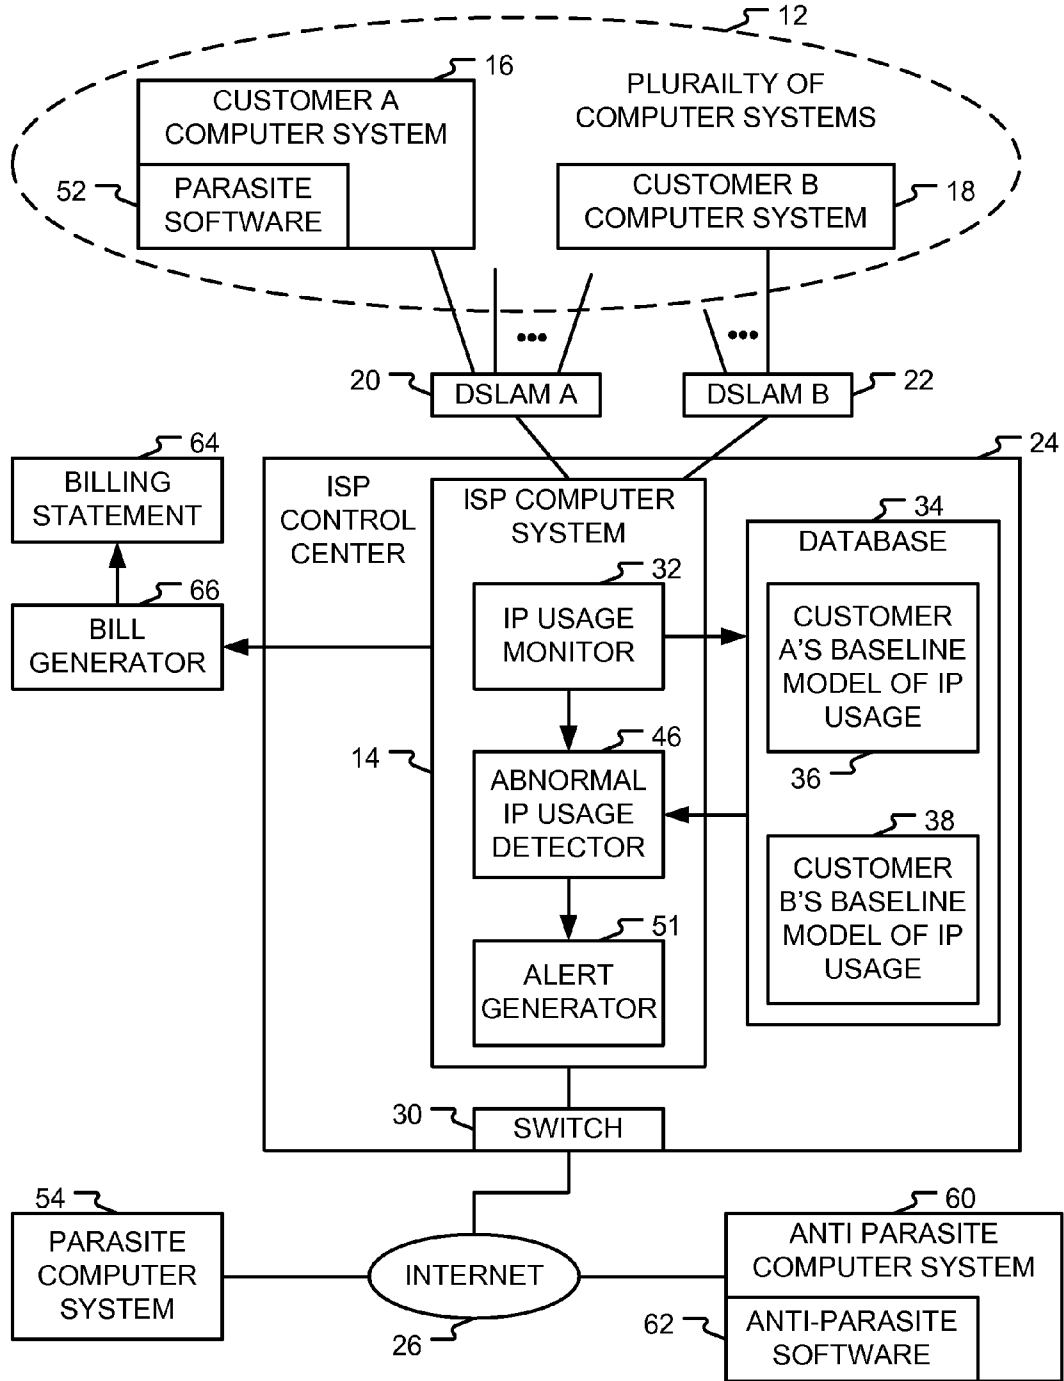 12
16
CUSTOMER A
COMPUTER SYSTEM
PLURAILTY OF
COMPUTER SYSTEMS
52
PARASITE
SOFTWARE
CUSTOMER B
COMPUTER SYSTEM
18
•••
•••
20
DSLAM A
DSLAM B
22
64
BILLING
STATEMENT
66
BILL
GENERATOR
24
ISP
CONTROL
CENTER
ISP COMPUTER
SYSTEM
14
32
IP USAGE
MONITOR
46
ABNORMAL
IP USAGE
DETECTOR
51
ALERT
GENERATOR
34
DATABASE
CUSTOMER
A'S BASELINE
MODEL OF IP
USAGE
36
38
CUSTOMER
B'S BASELINE
MODEL OF IP
USAGE
30
SWITCH
54
PARASITE
COMPUTER
SYSTEM
INTERNET
26
60
ANTI PARASITE
COMPUTER SYSTEM
62
ANTI-PARASITE
SOFTWARE